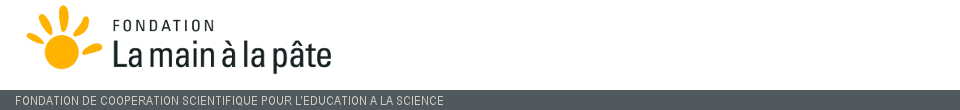 FONDATION
La main à la pâte
FONDATION DE COOPERATION SCIENTIFIQUE POUR L'EDUCATION A LA SCIENCE